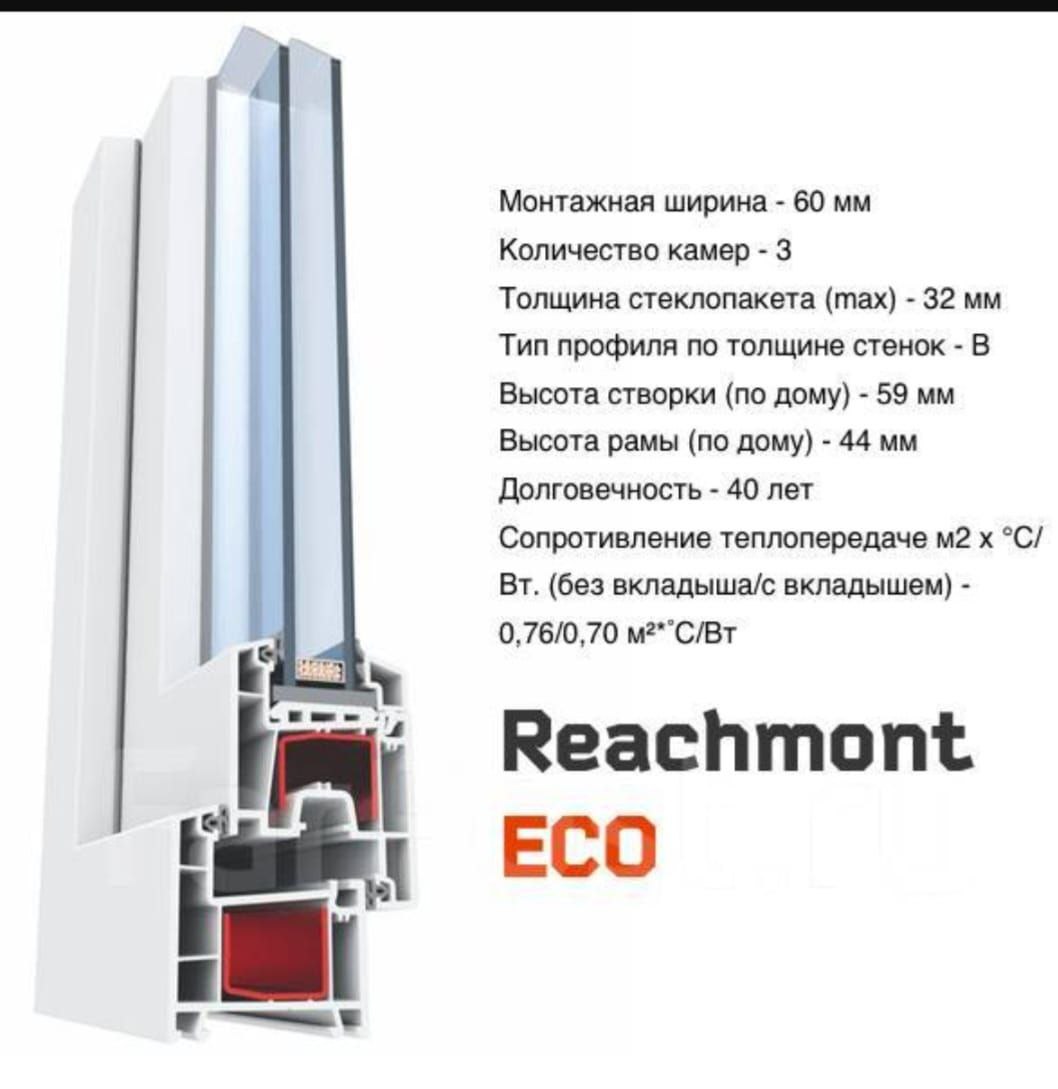 Монтажная ширина - 60 мм
Количество камер - 3
Толщина стеклопакета (max) - 32 мм
Тип профиля по толщине стенок - B
Высота створки (по дому) - 59 мм
Высота рамы (по дому) - 44 мм
Долговечность - 40 лет
Сопротивление теплопередаче м2 х °С/
Вт. (без вкладыша/с вкладышем) -
0,76/0,70 м²*˚С/Вт
Reachmont
ECO